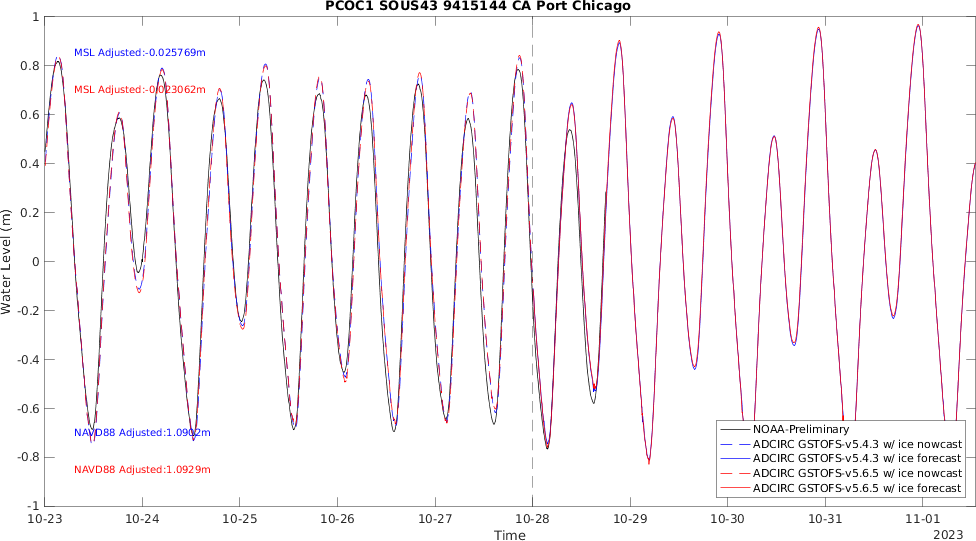 PCOC1 SOUS43 9415144 CA Port Chicago
1
0.8
0.6
0.4
0.2
0
-0.2
-0.4
-0.6
-0.8
-1
Water Level (m)
MSL Adjusted:-0.025769m
MSL Adjusted:-0.023062m
NAVD88 Adjusted:1.0902m
NAVD88 Adjusted:1.0929m
NOAA-Preliminary
ADCIRC GSTOFS-v5.4.3 w/ ice nowcast
ADCIRC GSTOFS-v5.4.3 w/ ice forecast
ADCIRC GSTOFS-v5.6.5 w/ ice nowcast
ADCIRC GSTOFS-v5.6.5 w/ ice forecast
10-23 10-24 10-25 10-26 10-27 10-28 10-29 10-30 10-31 11-01
Time
2023